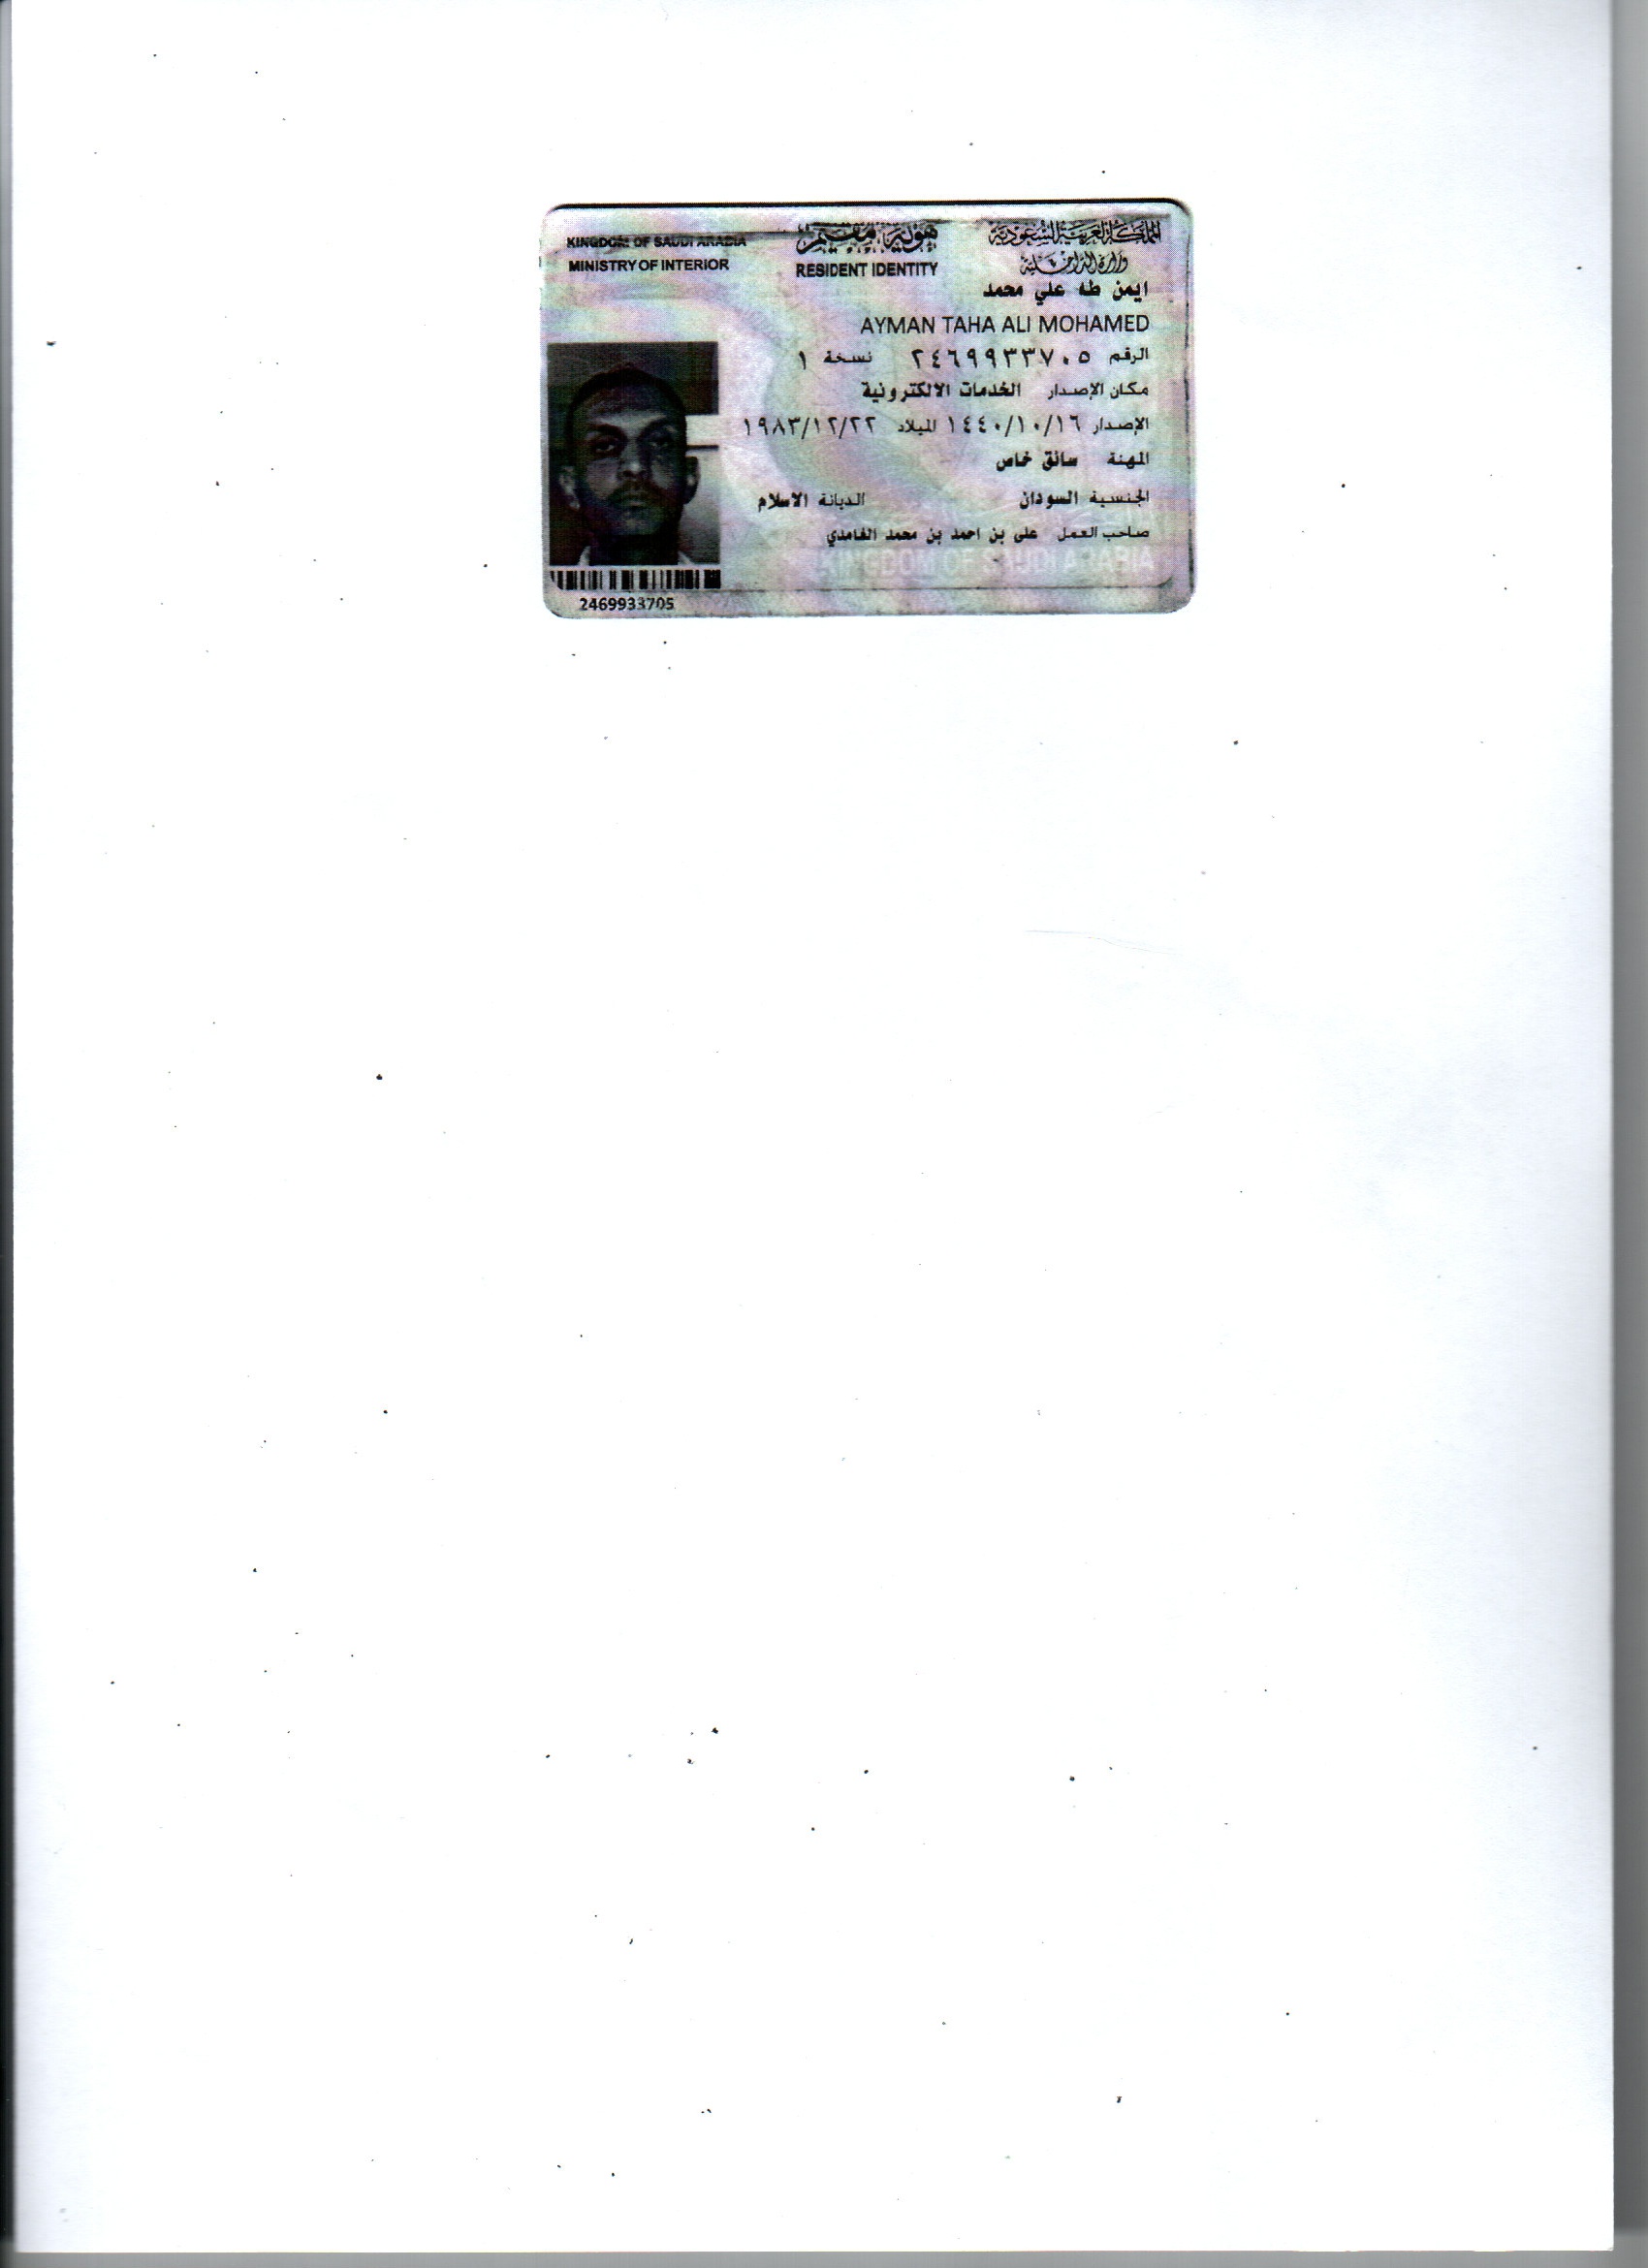 المملكة العربية السعودية
وزارة الداخلية
هوية مقيم
RESIDENT IDENTITY
KINGDOM OF SAUDI ARABIA
MINISTRY OF INTERIOR
ايمن طه علي محمد
AYMAN TAHA ALI MOHAMED
الرقم ٢٤٦٩٩٣٣٧٠٥ نسخة ١
مكان الإصدار الخدمات الالكترونية
الإصدار ١٤٤٠/١٠/١٦ الميلاد ١٩٨٣/١٢/٢٢
المهنة سائق خاص
الجنسية السودان الديانة الاسلام
صاحب العمل على بن احمد بن محمد الغامدي
KINGDOM OF SAUDI ARABIA
2469933705